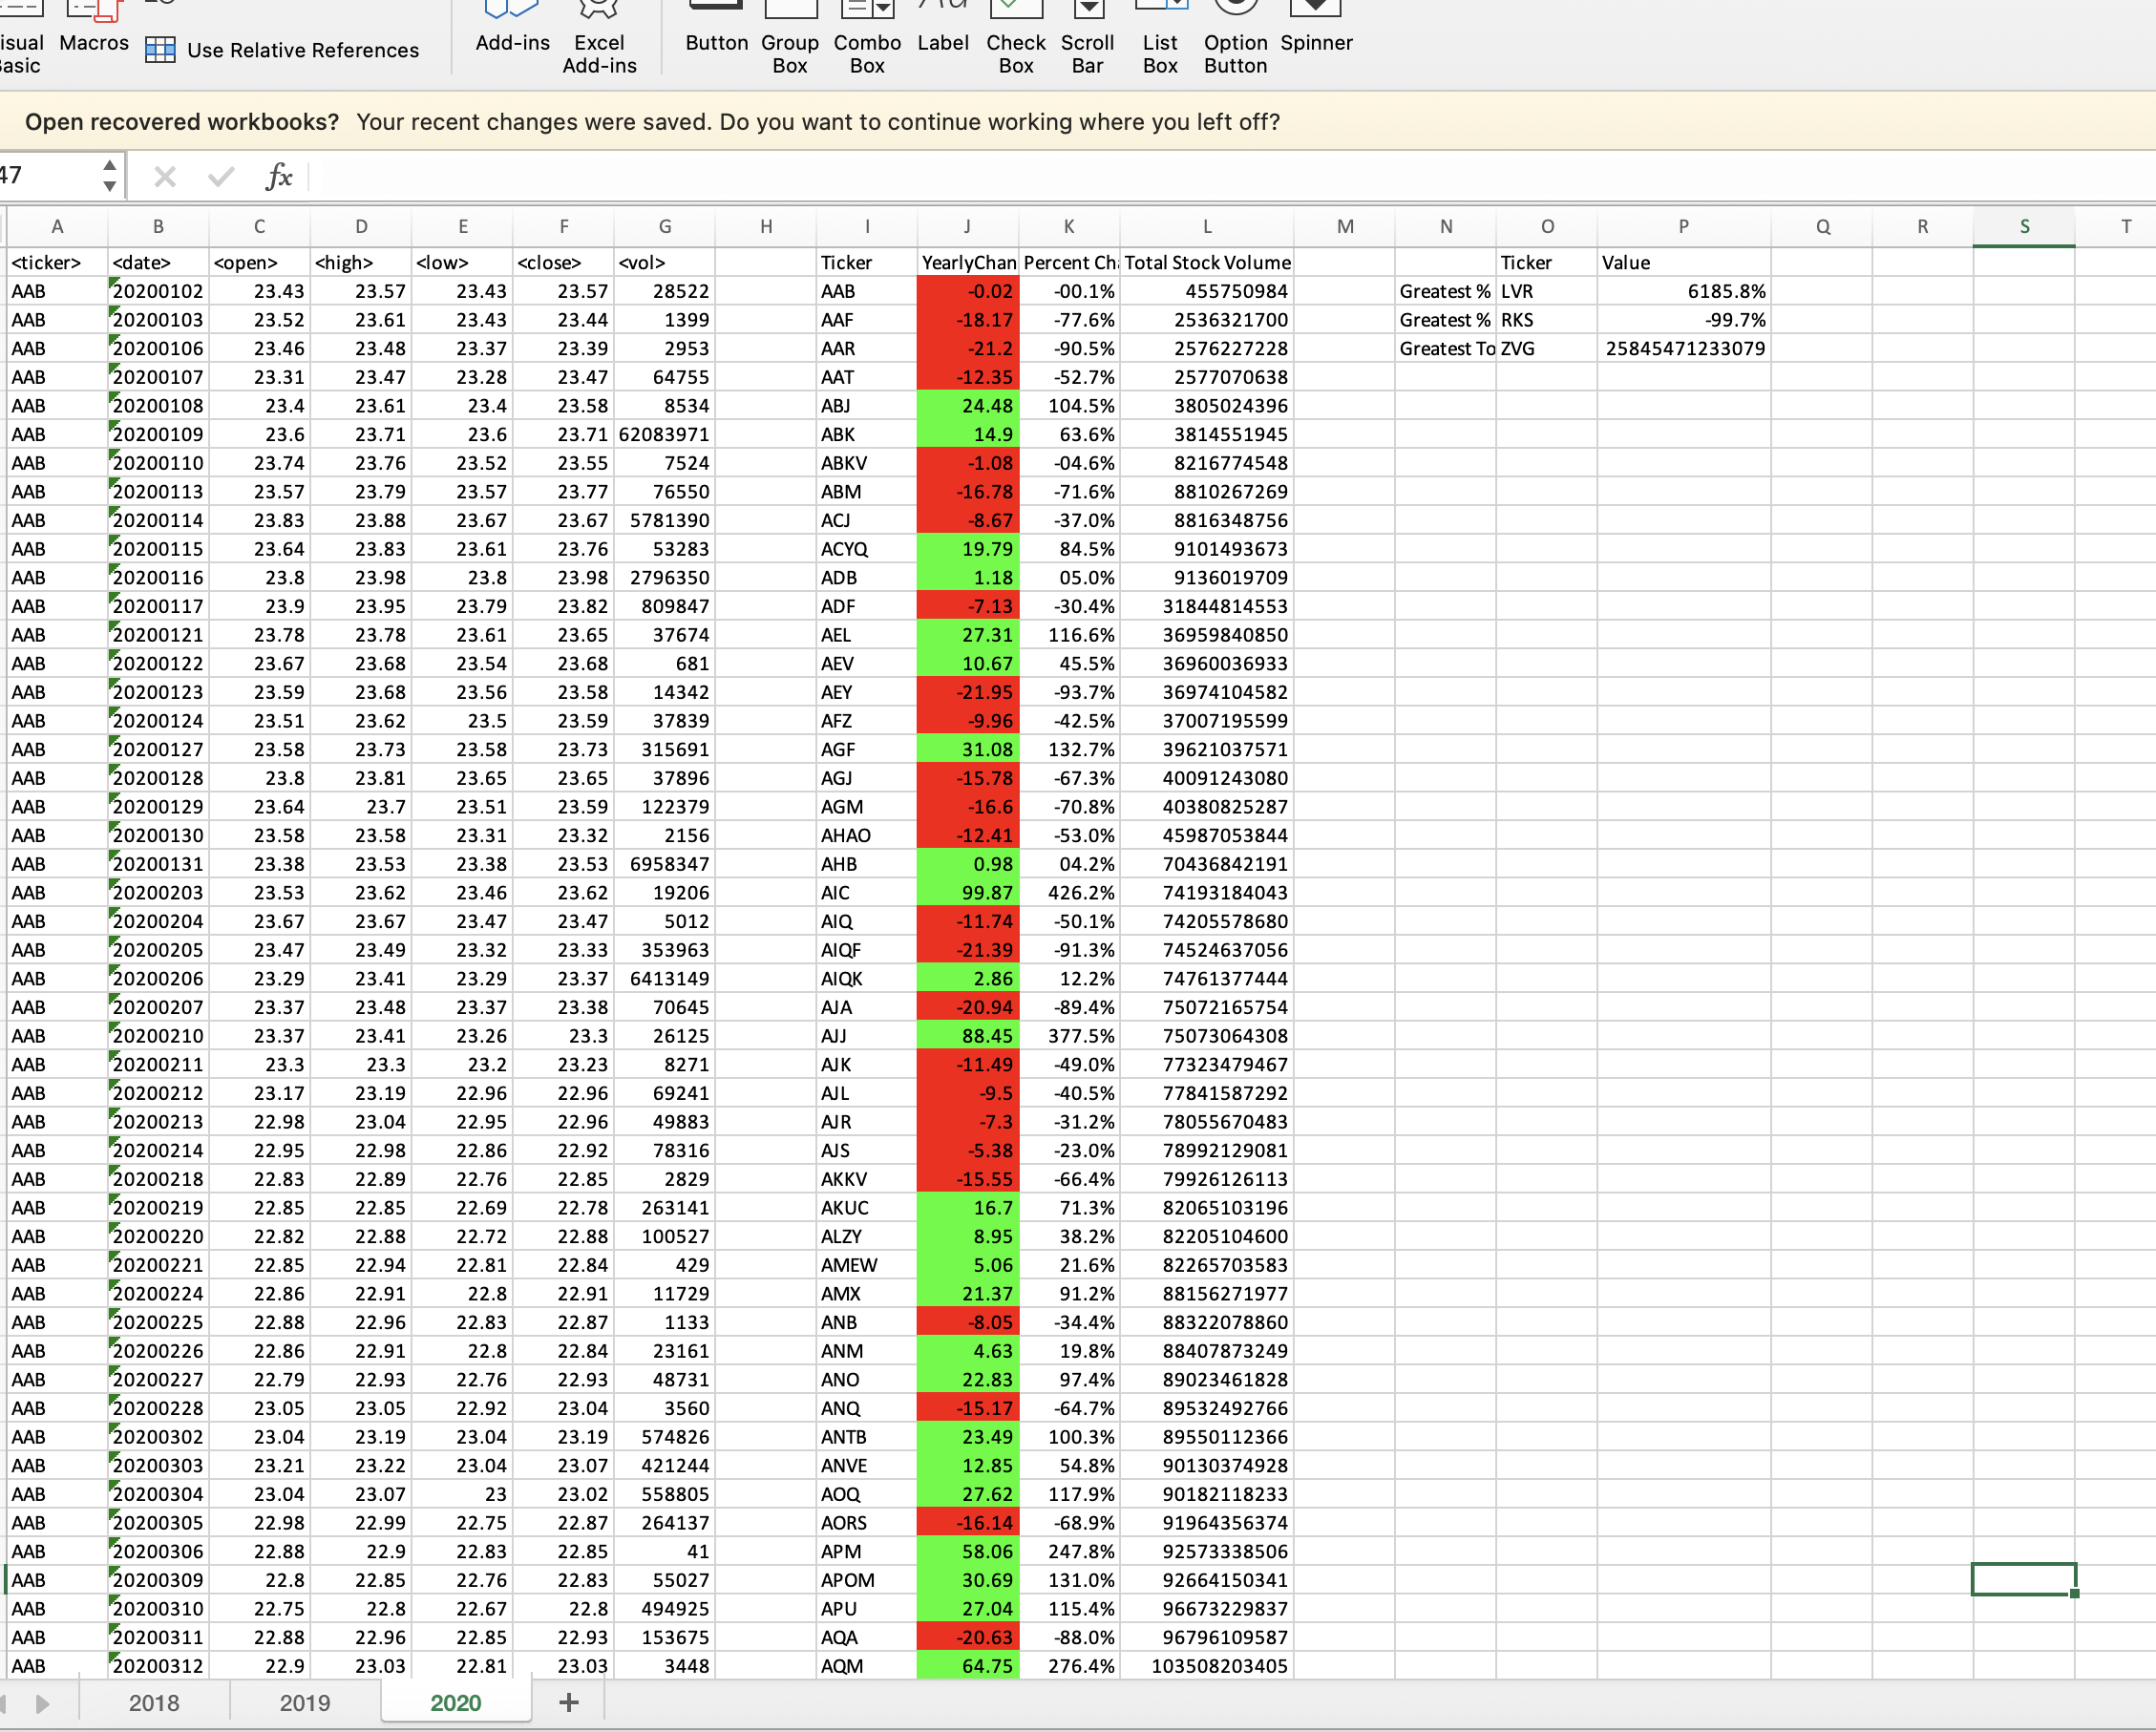 isual Macros Use Relative References Add-ins Excel Button Group Combo Label Check Scroll List Option Spinner
asic Add-ins Box Box Box Bar Box Button
Open recovered workbooks? Your recent changes were saved. Do you want to continue working where you left off?
47 fx
A B C D E F G H I J K L M N O P Q R S T
<ticker> <date> <open> <high> <low> <close> <vol> Ticker YearlyChan Percent Ch Total Stock Volume Ticker Value
AAB 20200102 23.43 23.57 23.43 23.57 28522 AAB -0.02 -00.1% 455750984 Greatest % LVR 6185.8%
AAB 20200103 23.52 23.61 23.43 23.44 1399 AAF -18.17 -77.6% 2536321700 Greatest % RKS -99.7%
AAB 20200106 23.46 23.48 23.37 23.39 2953 AAR -21.2 -90.5% 2576227228 Greatest To ZVG 25845471233079
AAB 20200107 23.31 23.47 23.28 23.47 64755 AAT -12.35 -52.7% 2577070638
AAB 20200108 23.4 23.61 23.4 23.58 8534 ABJ 24.48 104.5% 3805024396
AAB 20200109 23.6 23.71 23.6 23.71 62083971 ABK 14.9 63.6% 3814551945
AAB 20200110 23.74 23.76 23.52 23.55 7524 ABKV -1.08 -04.6% 8216774548
AAB 20200113 23.57 23.79 23.57 23.77 76550 ABM -16.78 -71.6% 8810267269
AAB 20200114 23.83 23.88 23.67 23.67 5781390 ACJ -8.67 -37.0% 8816348756
AAB 20200115 23.64 23.83 23.61 23.76 53283 ACYQ 19.79 84.5% 9101493673
AAB 20200116 23.8 23.98 23.8 23.98 2796350 ADB 1.18 05.0% 9136019709
AAB 20200117 23.9 23.95 23.79 23.82 809847 ADF -7.13 -30.4% 31844814553
AAB 20200121 23.78 23.78 23.61 23.65 37674 AEL 27.31 116.6% 36959840850
AAB 20200122 23.67 23.68 23.54 23.68 681 AEV 10.67 45.5% 36960036933
AAB 20200123 23.59 23.68 23.56 23.58 14342 AEY -21.95 -93.7% 36974104582
AAB 20200124 23.51 23.62 23.5 23.59 37839 AFZ -9.96 -42.5% 37007195599
AAB 20200127 23.58 23.73 23.58 23.73 315691 AGF 31.08 132.7% 39621037571
AAB 20200128 23.8 23.81 23.65 23.65 37896 AGJ -15.78 -67.3% 40091243080
AAB 20200129 23.64 23.7 23.51 23.59 122379 AGM -16.6 -70.8% 40380825287
AAB 20200130 23.58 23.58 23.31 23.32 2156 AHAO -12.41 -53.0% 45987053844
AAB 20200131 23.38 23.53 23.38 23.53 6958347 AHB 0.98 04.2% 70436842191
AAB 20200203 23.53 23.62 23.46 23.62 19206 AIC 99.87 426.2% 74193184043
AAB 20200204 23.67 23.67 23.47 23.47 5012 AIQ -11.74 -50.1% 74205578680
AAB 20200205 23.47 23.49 23.32 23.33 353963 AIQF -21.39 -91.3% 74524637056
AAB 20200206 23.29 23.41 23.29 23.37 6413149 AIQK 2.86 12.2% 74761377444
AAB 20200207 23.37 23.48 23.37 23.38 70645 AJA -20.94 -89.4% 75072165754
AAB 20200210 23.37 23.41 23.26 23.3 26125 AJJ 88.45 377.5% 75073064308
AAB 20200211 23.3 23.3 23.2 23.23 8271 AJK -11.49 -49.0% 77323479467
AAB 20200212 23.17 23.19 22.96 22.96 69241 AJL -9.5 -40.5% 77841587292
AAB 20200213 22.98 23.04 22.95 22.96 49883 AJR -7.3 -31.2% 78055670483
AAB 20200214 22.95 22.98 22.86 22.92 78316 AJS -5.38 -23.0% 78992129081
AAB 20200218 22.83 22.89 22.76 22.85 2829 AKKV -15.55 -66.4% 79926126113
AAB 20200219 22.85 22.85 22.69 22.78 263141 AKUC 16.7 71.3% 82065103196
AAB 20200220 22.82 22.88 22.72 22.88 100527 ALZY 8.95 38.2% 82205104600
AAB 20200221 22.85 22.94 22.81 22.84 429 AMEW 5.06 21.6% 82265703583
AAB 20200224 22.86 22.91 22.8 22.91 11729 AMX 21.37 91.2% 88156271977
AAB 20200225 22.88 22.96 22.83 22.87 1133 ANB -8.05 -34.4% 88322078860
AAB 20200226 22.86 22.91 22.8 22.84 23161 ANM 4.63 19.8% 88407873249
AAB 20200227 22.79 22.93 22.76 22.93 48731 ANO 22.83 97.4% 89023461828
AAB 20200228 23.05 23.05 22.92 23.04 3560 ANQ -15.17 -64.7% 89532492766
AAB 20200302 23.04 23.19 23.04 23.19 574826 ANTB 23.49 100.3% 89550112366
AAB 20200303 23.21 23.22 23.04 23.07 421244 ANVE 12.85 54.8% 90130374928
AAB 20200304 23.04 23.07 23 23.02 558805 AOQ 27.62 117.9% 90182118233
AAB 20200305 22.98 22.99 22.75 22.87 264137 AORS -16.14 -68.9% 91964356374
AAB 20200306 22.88 22.9 22.83 22.85 41 APM 58.06 247.8% 92573338506
AAB 20200309 22.8 22.85 22.76 22.83 55027 APOM 30.69 131.0% 92664150341
AAB 20200310 22.75 22.8 22.67 22.8 494925 APU 27.04 115.4% 96673229837
AAB 20200311 22.88 22.96 22.85 22.93 153675 AQA -20.63 -88.0% 96796109587
AAB 20200312 22.9 23.03 22.81 23.03 3448 AQM 64.75 276.4% 103508203405
2018 2019 2020 +